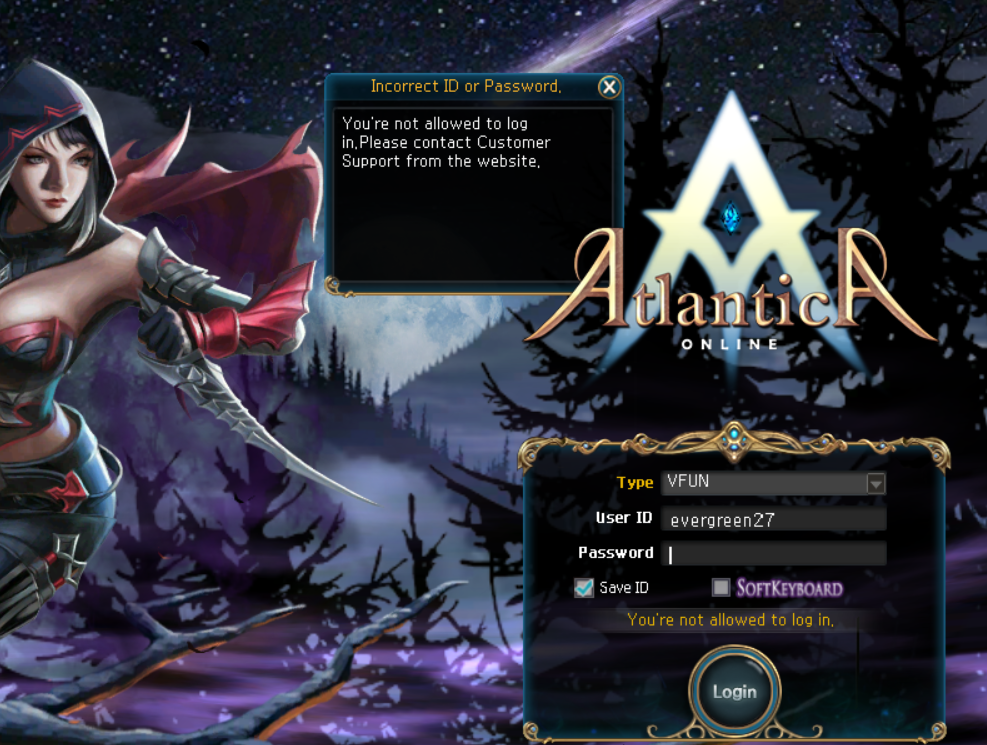 Incorrect ID or Password.
You're not allowed to log
in.Please contact Customer
Support from the website.
Atlantica
ONLINE
Type VFUN
User ID evergreen27
Password
Save ID SOFTKEYBOARD
You're not allowed to log in.
Login